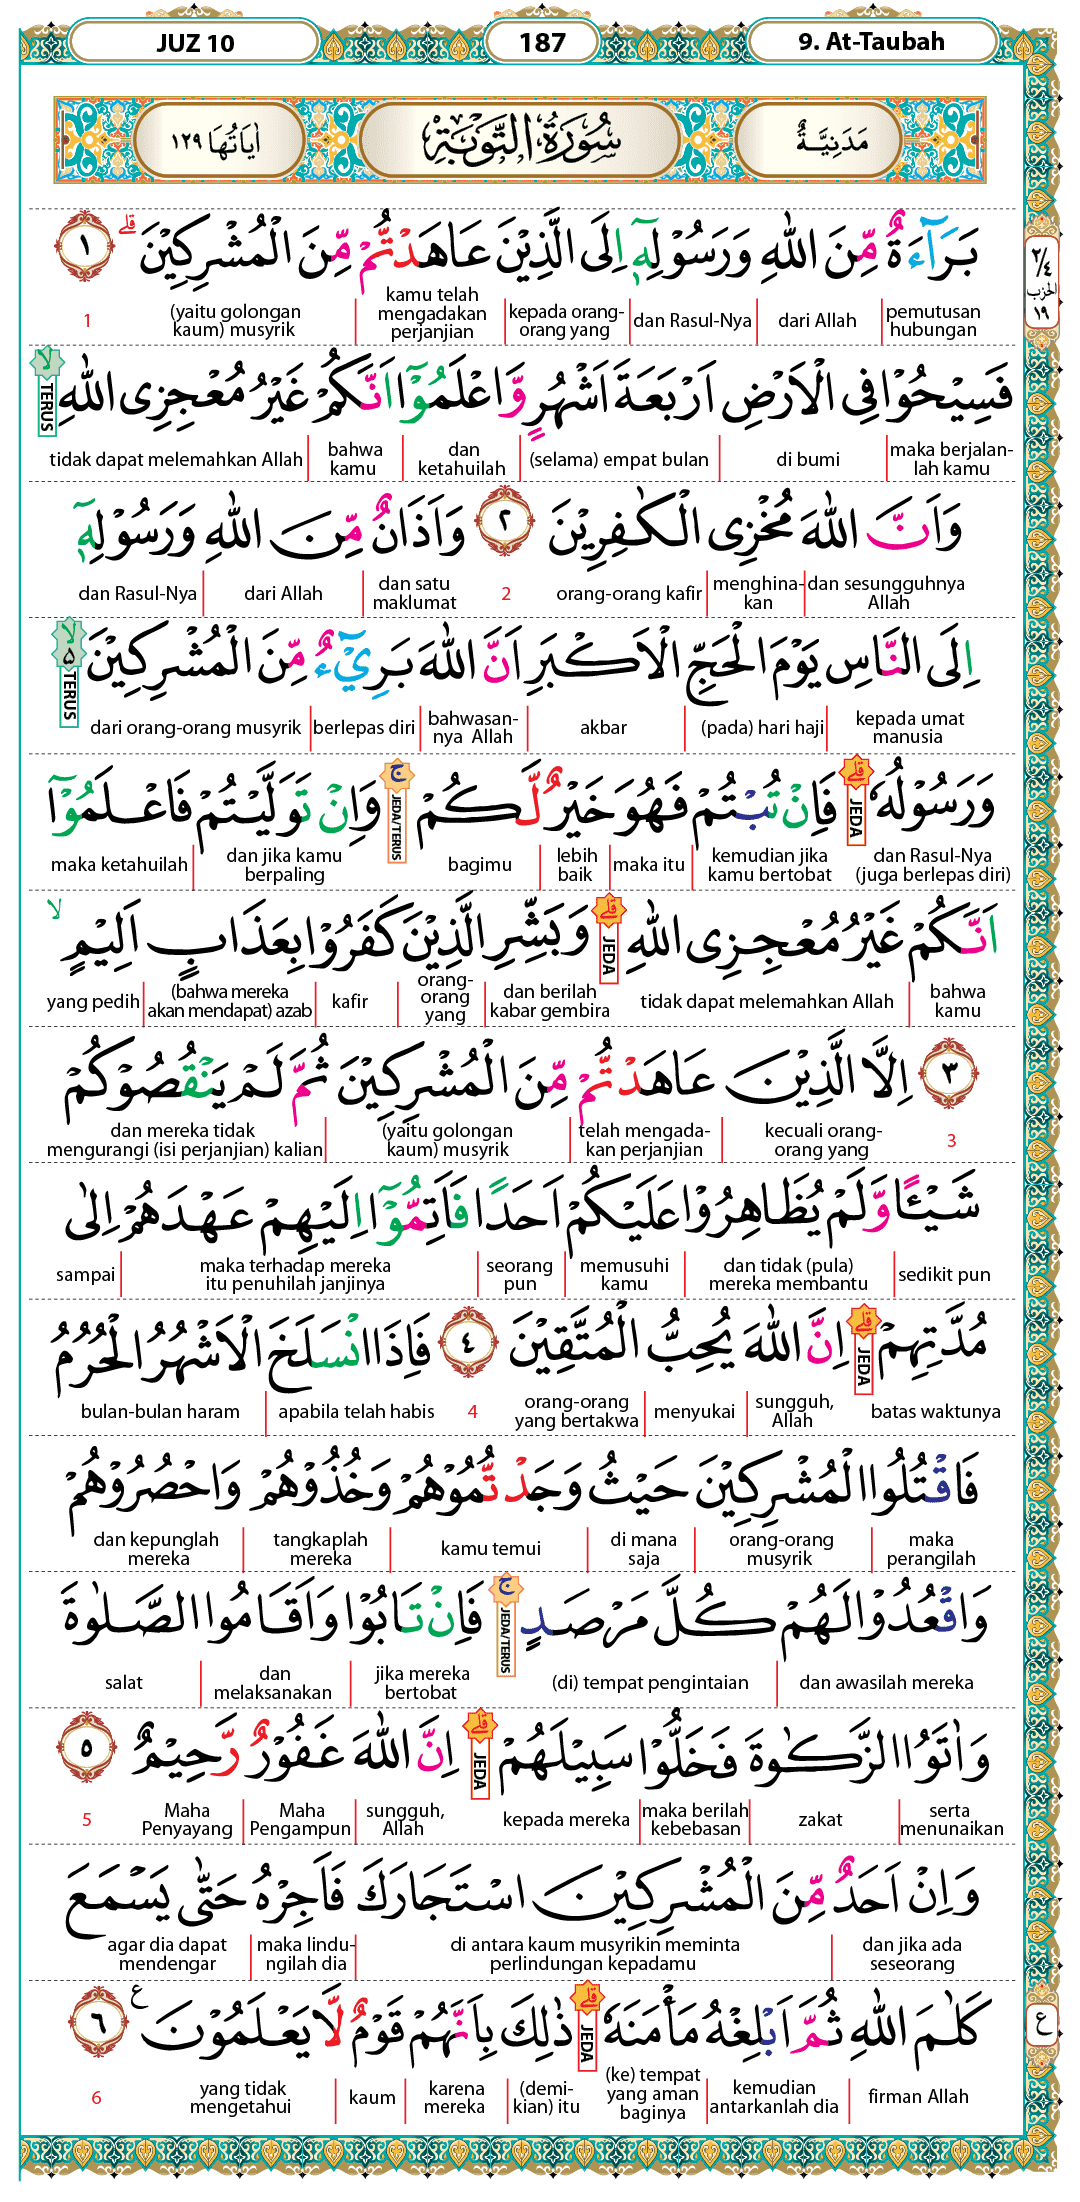 JUZ 10
187
9. At-Taubah
مَدَنِيَّةٌ
سُوْرَةُ التَّوْبَةِ
اٰيَاتُهَا ١٢٩
بَرَاۤءَةٌ مِّنَ اللّٰهِ وَرَسُوْلِهٖٓ اِلَى الَّذِيْنَ عَاهَدْتُّمْ مِّنَ الْمُشْرِكِيْنَ ۗ ١
pemutusan hubungan
dari Allah
dan Rasul-Nya
kepada orang-orang yang
kamu telah mengadakan perjanjian
(yaitu golongan kaum) musyrik
1
٢/٤ الحزب ١٩
فَسِيْحُوْا فِى الْاَرْضِ اَرْبَعَةَ اَشْهُرٍ وَّاعْلَمُوْٓا اَنَّكُمْ غَيْرُ مُعْجِزِى اللّٰهِ ۙ
TERUS
maka berjalan-lah kamu
di bumi
(selama) empat bulan
dan ketahuilah
bahwa kamu
tidak dapat melemahkan Allah
وَاَنَّ اللّٰهَ مُخْزِى الْكٰفِرِيْنَ ٢ وَاَذَانٌ مِّنَ اللّٰهِ وَرَسُوْلِهٖٓ
dan sesungguhnya Allah
menghina-kan
orang-orang kafir
2
dan satu maklumat
dari Allah
dan Rasul-Nya
اِلَى النَّاسِ يَوْمَ الْحَجِّ الْاَكْبَرِ اَنَّ اللّٰهَ بَرِيْۤءٌ مِّنَ الْمُشْرِكِيْنَ ۙ ٥
TERUS
kepada umat manusia
(pada) hari haji
akbar
bahwasan-nya Allah
berlepas diri
dari orang-orang musyrik
وَرَسُوْلُهٗ ۗ JEDA فَاِنْ تُبْتُمْ فَهُوَ خَيْرٌ لَّكُمْ ۚ JEDA/TERUS وَاِنْ تَوَلَّيْتُمْ فَاعْلَمُوْٓا
dan Rasul-Nya (juga berlepas diri)
kemudian jika kamu bertobat
maka itu
lebih baik
bagimu
dan jika kamu berpaling
maka ketahuilah
اَنَّكُمْ غَيْرُ مُعْجِزِى اللّٰهِ ۗ JEDA وَبَشِّرِ الَّذِيْنَ كَفَرُوْا بِعَذَابٍ اَلِيْمٍ ۙ
bahwa kamu
tidak dapat melemahkan Allah
dan berilah kabar gembira
orang-orang yang
kafir
(bahwa mereka akan mendapat) azab
yang pedih
٣ اِلَّا الَّذِيْنَ عَاهَدْتُّمْ مِّنَ الْمُشْرِكِيْنَ ثُمَّ لَمْ يَنْقُصُوْكُمْ
3
kecuali orang-orang yang
telah mengada-kan perjanjian
(yaitu golongan kaum) musyrik
dan mereka tidak mengurangi (isi perjanjian) kalian
شَيْـًٔا وَّلَمْ يُظَاهِرُوْا عَلَيْكُمْ اَحَدًا فَاَتِمُّوْٓا اِلَيْهِمْ عَهْدَهُمْ اِلٰى
sedikit pun
dan tidak (pula) mereka membantu
memusuhi kamu
seorang pun
maka terhadap mereka itu penuhilah janjinya
sampai
مُدَّتِهِمْ ۗ JEDA اِنَّ اللّٰهَ يُحِبُّ الْمُتَّقِيْنَ ٤ فَاِذَا انْسَلَخَ الْاَشْهُرُ الْحُرُمُ
batas waktunya
sungguh, Allah
menyukai
orang-orang yang bertakwa
4
apabila telah habis
bulan-bulan haram
فَاقْتُلُوا الْمُشْرِكِيْنَ حَيْثُ وَجَدْتُّمُوْهُمْ وَخُذُوْهُمْ وَاحْصُرُوْهُمْ
maka perangilah
orang-orang musyrik
di mana saja
kamu temui
tangkaplah mereka
dan kepunglah mereka
وَاقْعُدُوْا لَهُمْ كُلَّ مَرْصَدٍ ۚ JEDA/TERUS فَاِنْ تَابُوْا وَاَقَامُوا الصَّلٰوةَ
dan awasilah mereka
(di) tempat pengintaian
jika mereka bertobat
dan melaksanakan
salat
وَاٰتَوُا الزَّكٰوةَ فَخَلُّوْا سَبِيْلَهُمْ ۗ JEDA اِنَّ اللّٰهَ غَفُوْرٌ رَّحِيْمٌ ٥
serta menunaikan
zakat
maka berilah kebebasan
kepada mereka
sungguh, Allah
Maha Pengampun
Maha Penyayang
5
وَاِنْ اَحَدٌ مِّنَ الْمُشْرِكِيْنَ اسْتَجَارَكَ فَاَجِرْهُ حَتّٰى يَسْمَعَ
dan jika ada seseorang
di antara kaum musyrikin meminta perlindungan kepadamu
maka lindu-ngilah dia
agar dia dapat mendengar
كَلٰمَ اللّٰهِ ثُمَّ اَبْلِغْهُ مَأْمَنَهٗ ۗ JEDA ذٰلِكَ بِاَنَّهُمْ قَوْمٌ لَّا يَعْلَمُوْنَ ع ٦
ع
firman Allah
kemudian antarkanlah dia
(ke) tempat yang aman baginya
(demi-kian) itu
karena mereka
kaum
yang tidak mengetahui
6